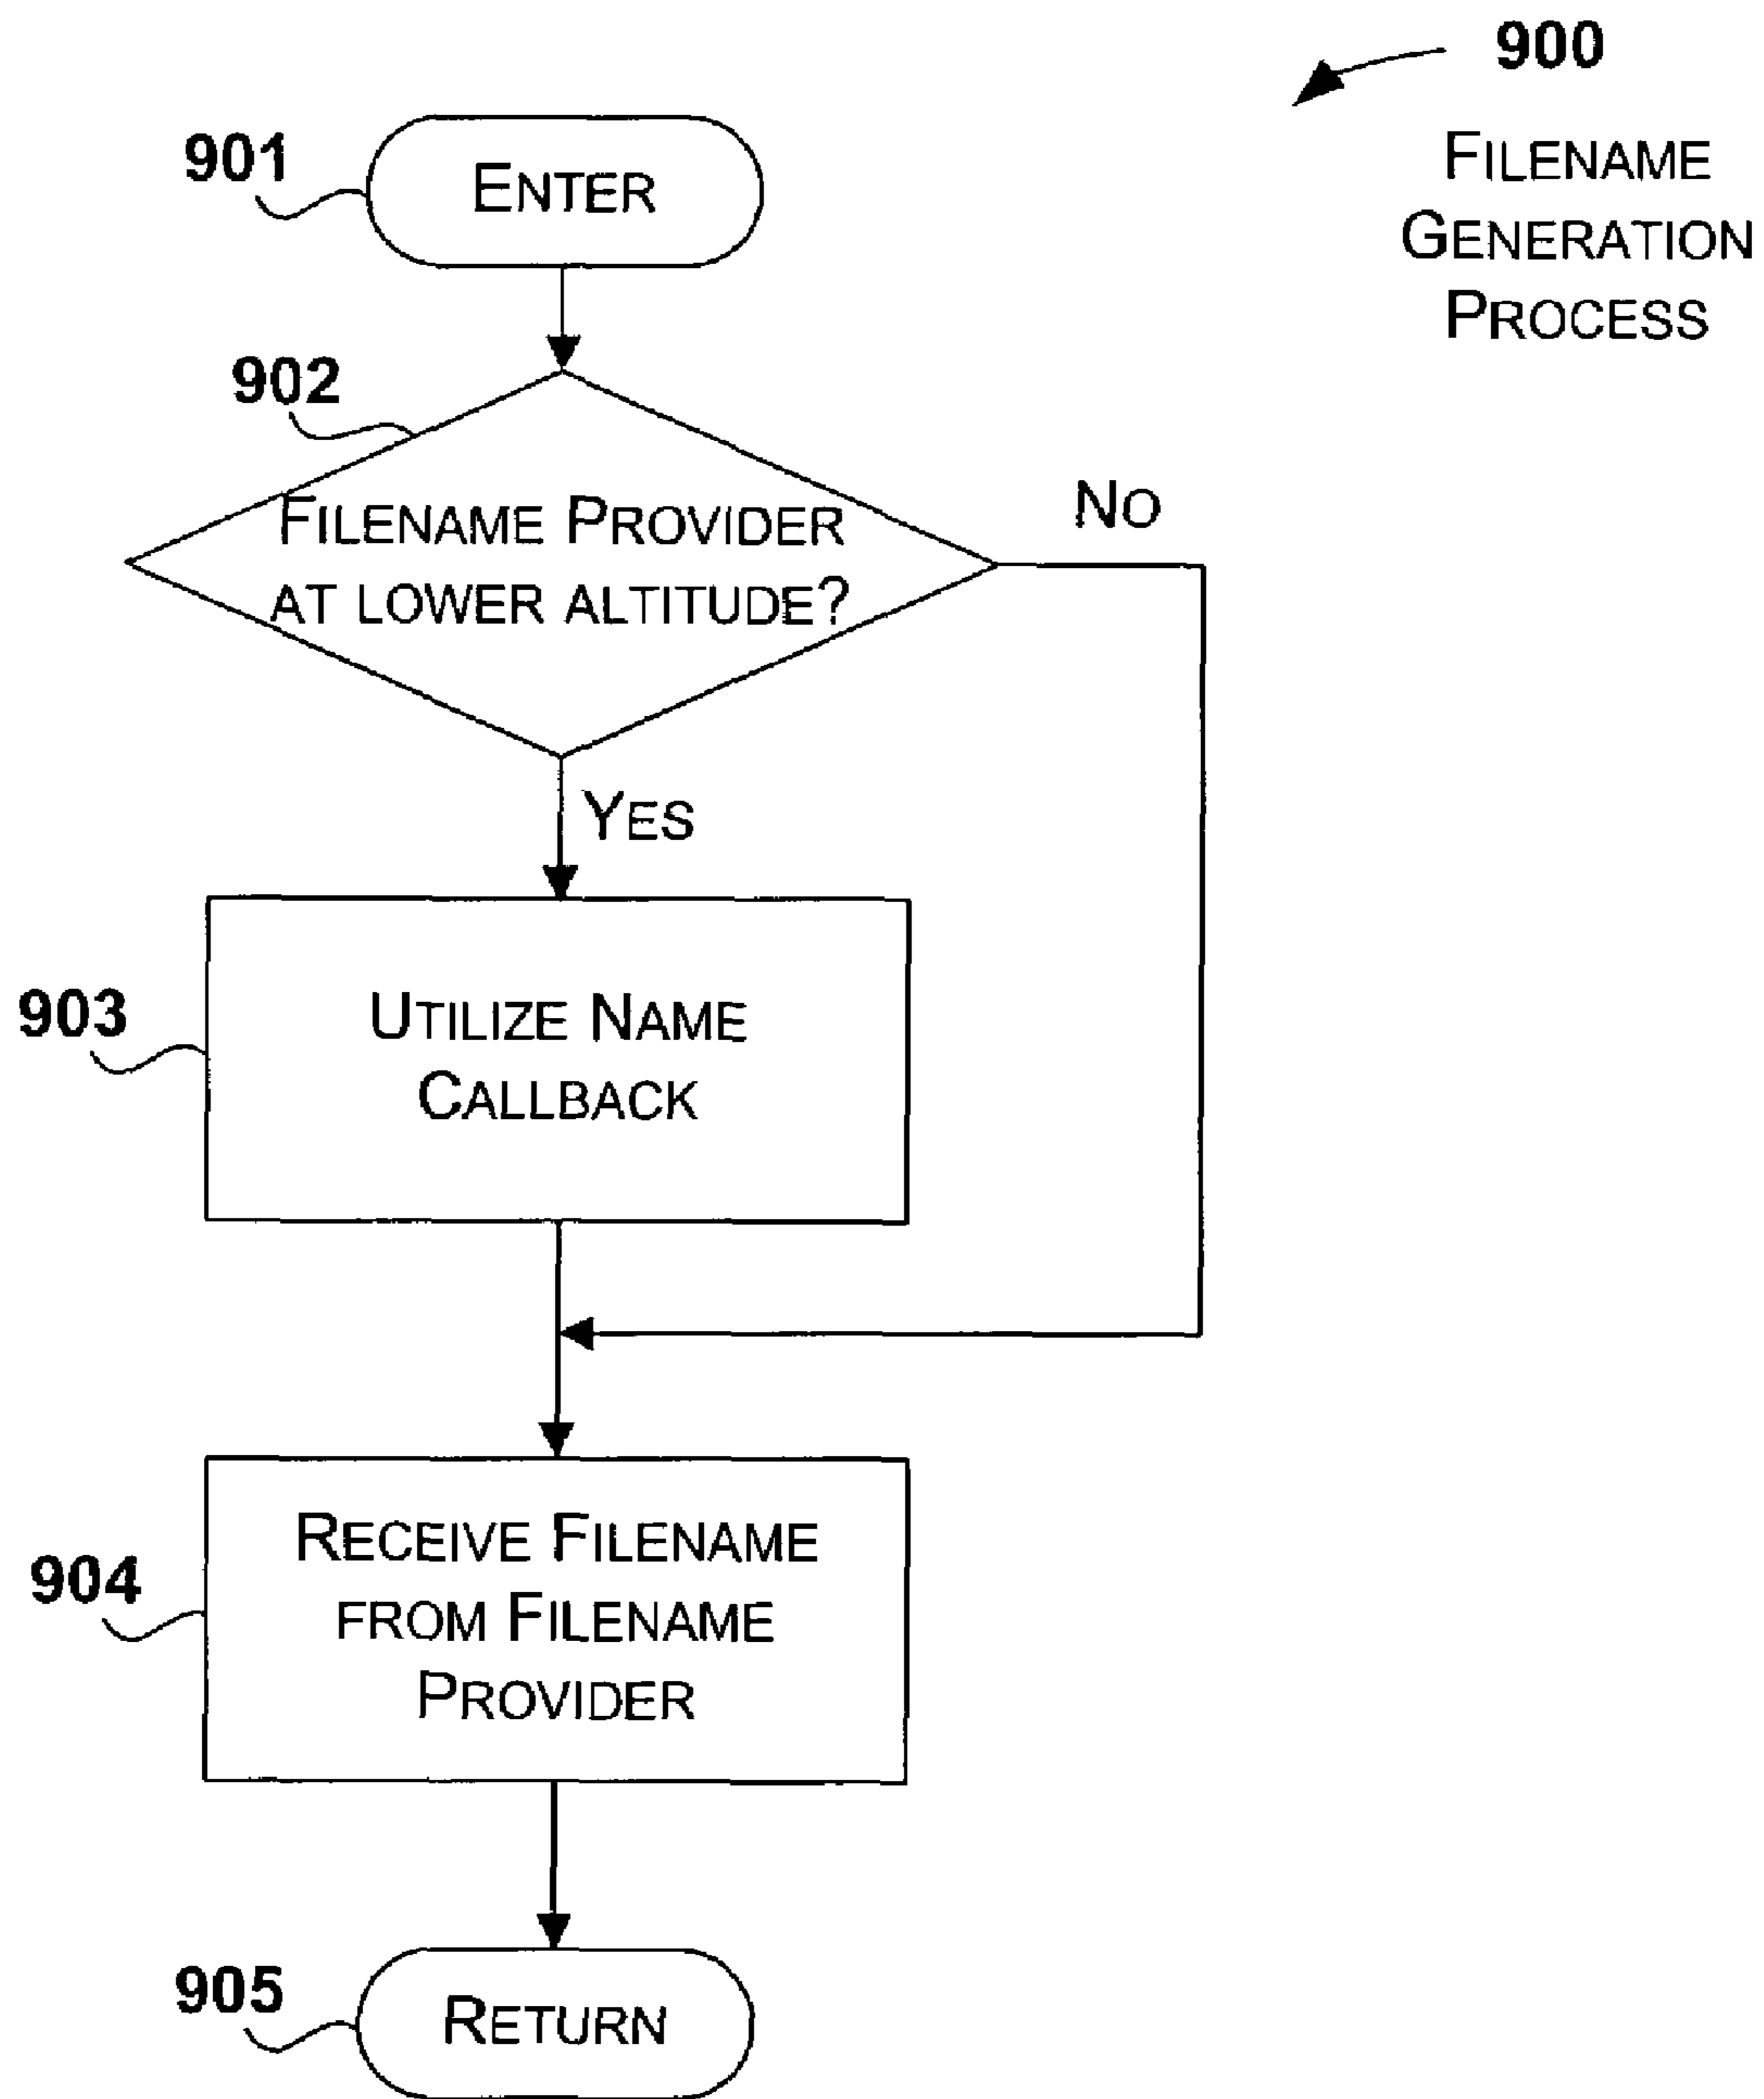 900
FILENAME
GENERATION
PROCESS
901
ENTER
902
FILENAME PROVIDER
AT LOWER ALTITUDE?
NO
YES
903
UTILIZE NAME
CALLBACK
904
RECEIVE FILENAME
FROM FILENAME
PROVIDER
905
RETURN